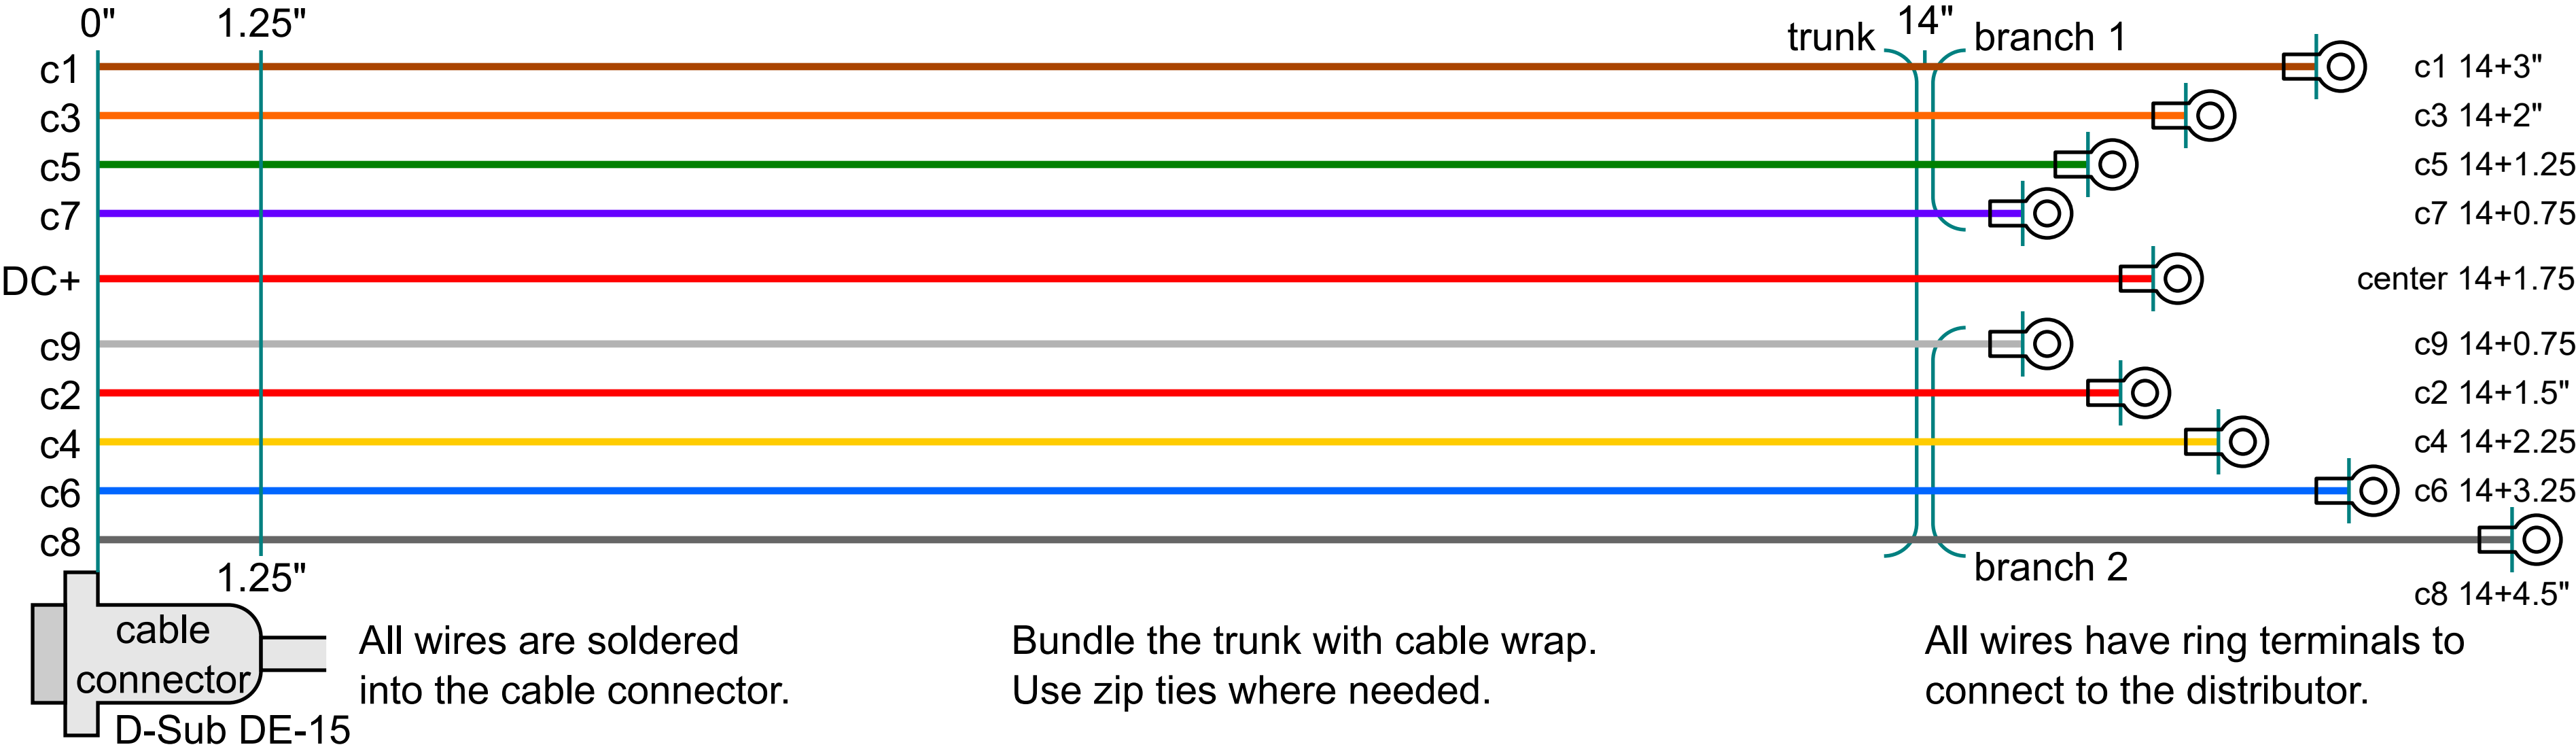 0" 1.25" trunk 14" branch 1
c1 c1 14+3"
c3 c3 14+2"
c5 c5 14+1.25
c7 c7 14+0.75
DC+ center 14+1.75
c9 c9 14+0.75
c2 c2 14+1.5"
c4 c4 14+2.25
c6 c6 14+3.25
c8
1.25" branch 2
c8 14+4.5"
cable
connector
D-Sub DE-15
All wires are soldered
into the cable connector.
Bundle the trunk with cable wrap.
Use zip ties where needed.
All wires have ring terminals to
connect to the distributor.